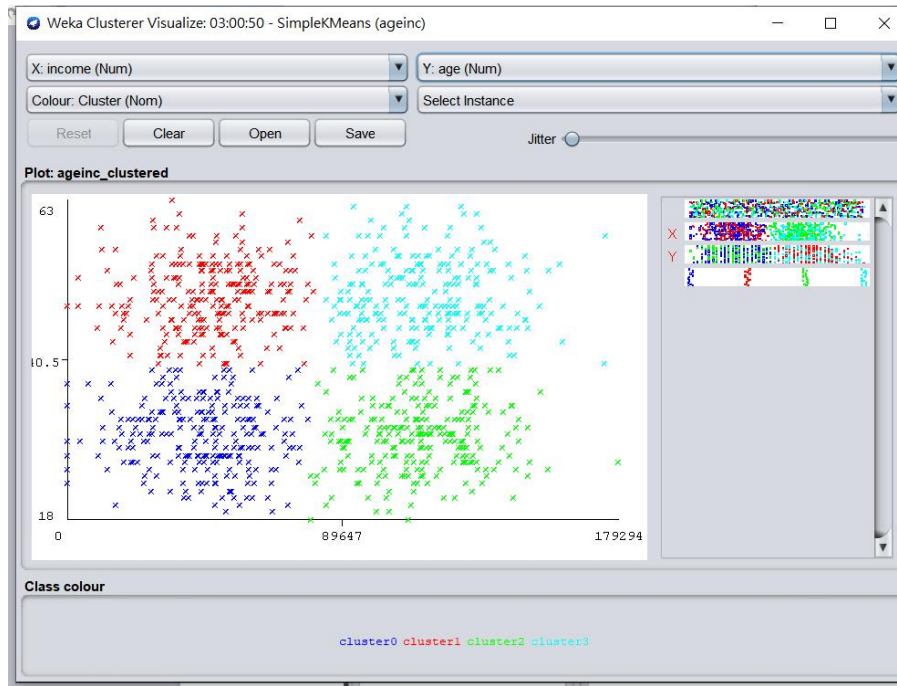 Weka Clusterer Visualize: 03:00:50 - SimpleKMeans (ageinc)
X: income (Num) Y: age (Num)
Colour: Cluster (Nom) Select Instance
Reset Clear Open Save Jitter
Plot: ageinc_clustered
63
X
Y
40.5
18
0 89647 179294
Class colour
cluster0 cluster1 cluster2 cluster3